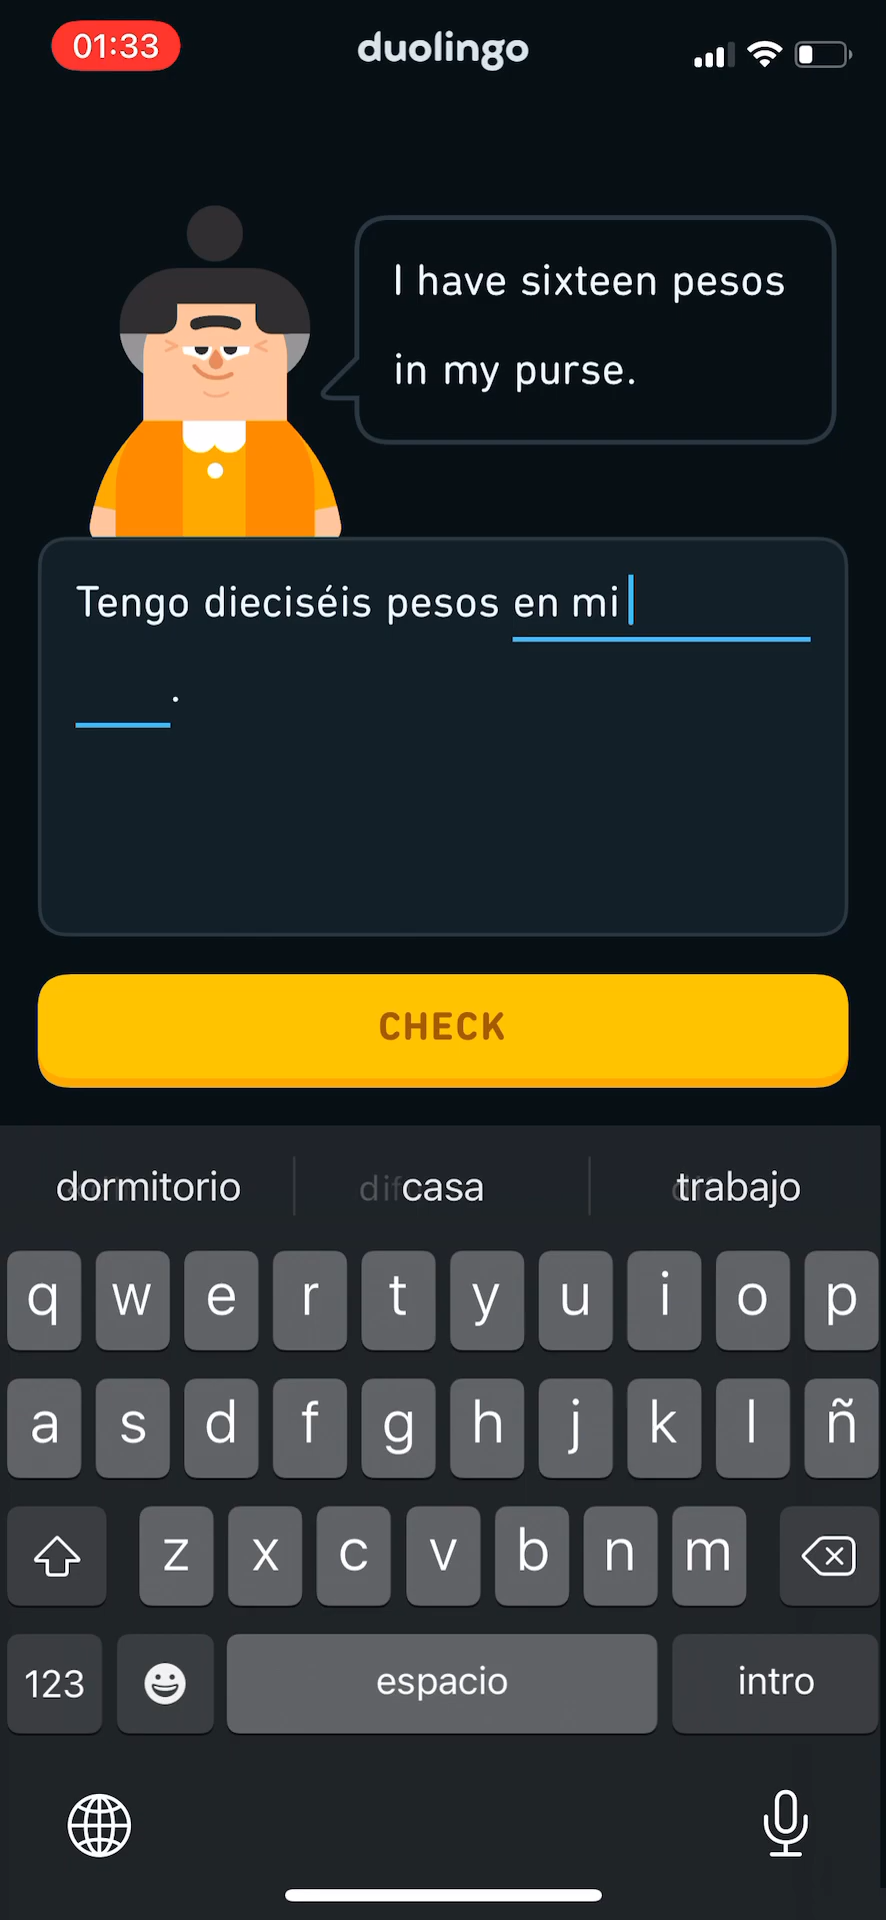 01:33
duolingo
I have sixteen pesos
in my purse.
Tengo dieciséis pesos en mi
.
CHECK
dormitorio casa trabajo
q w e r t y u i o p
a s d f g h j k l ñ
z x c v b n m
123 espacio intro